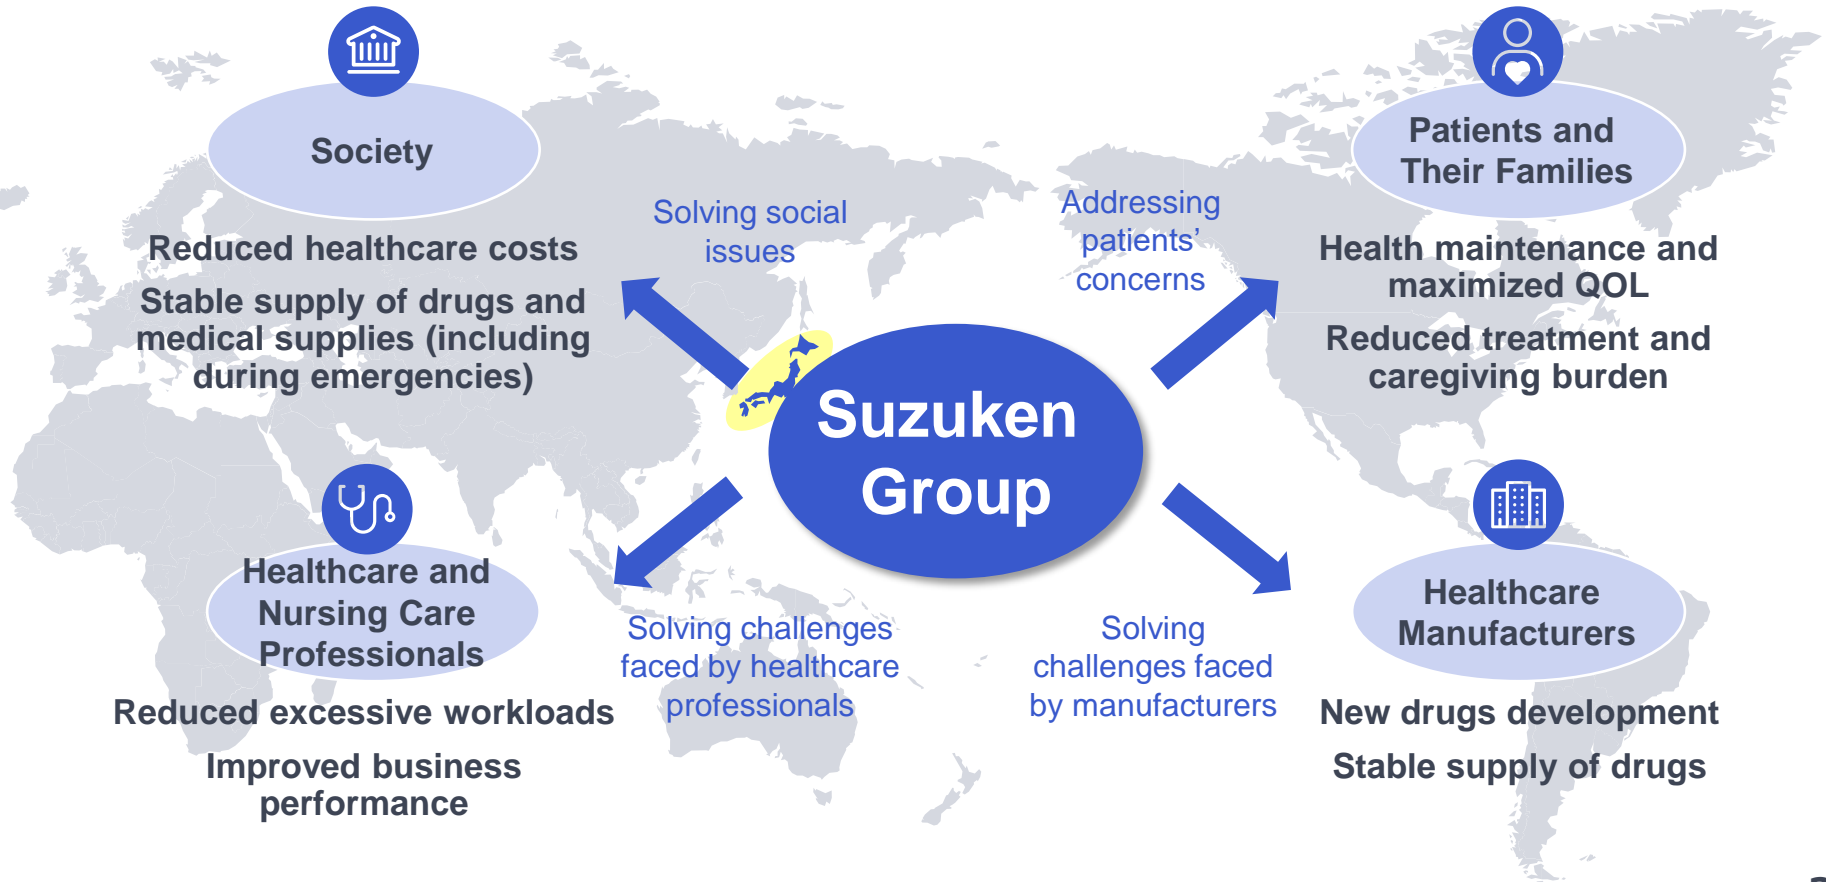 Society
Reduced healthcare costs
Stable supply of drugs and
medical supplies (including
during emergencies)
Solving social
issues
Addressing
patients’
concerns
Patients and
Their Families
Health maintenance and
maximized QOL
Reduced treatment and
caregiving burden
Suzuken
Group
Healthcare and
Nursing Care
Professionals
Reduced excessive workloads
Improved business
performance
Solving challenges
faced by healthcare
professionals
Solving
challenges faced
by manufacturers
Healthcare
Manufacturers
New drugs development
Stable supply of drugs